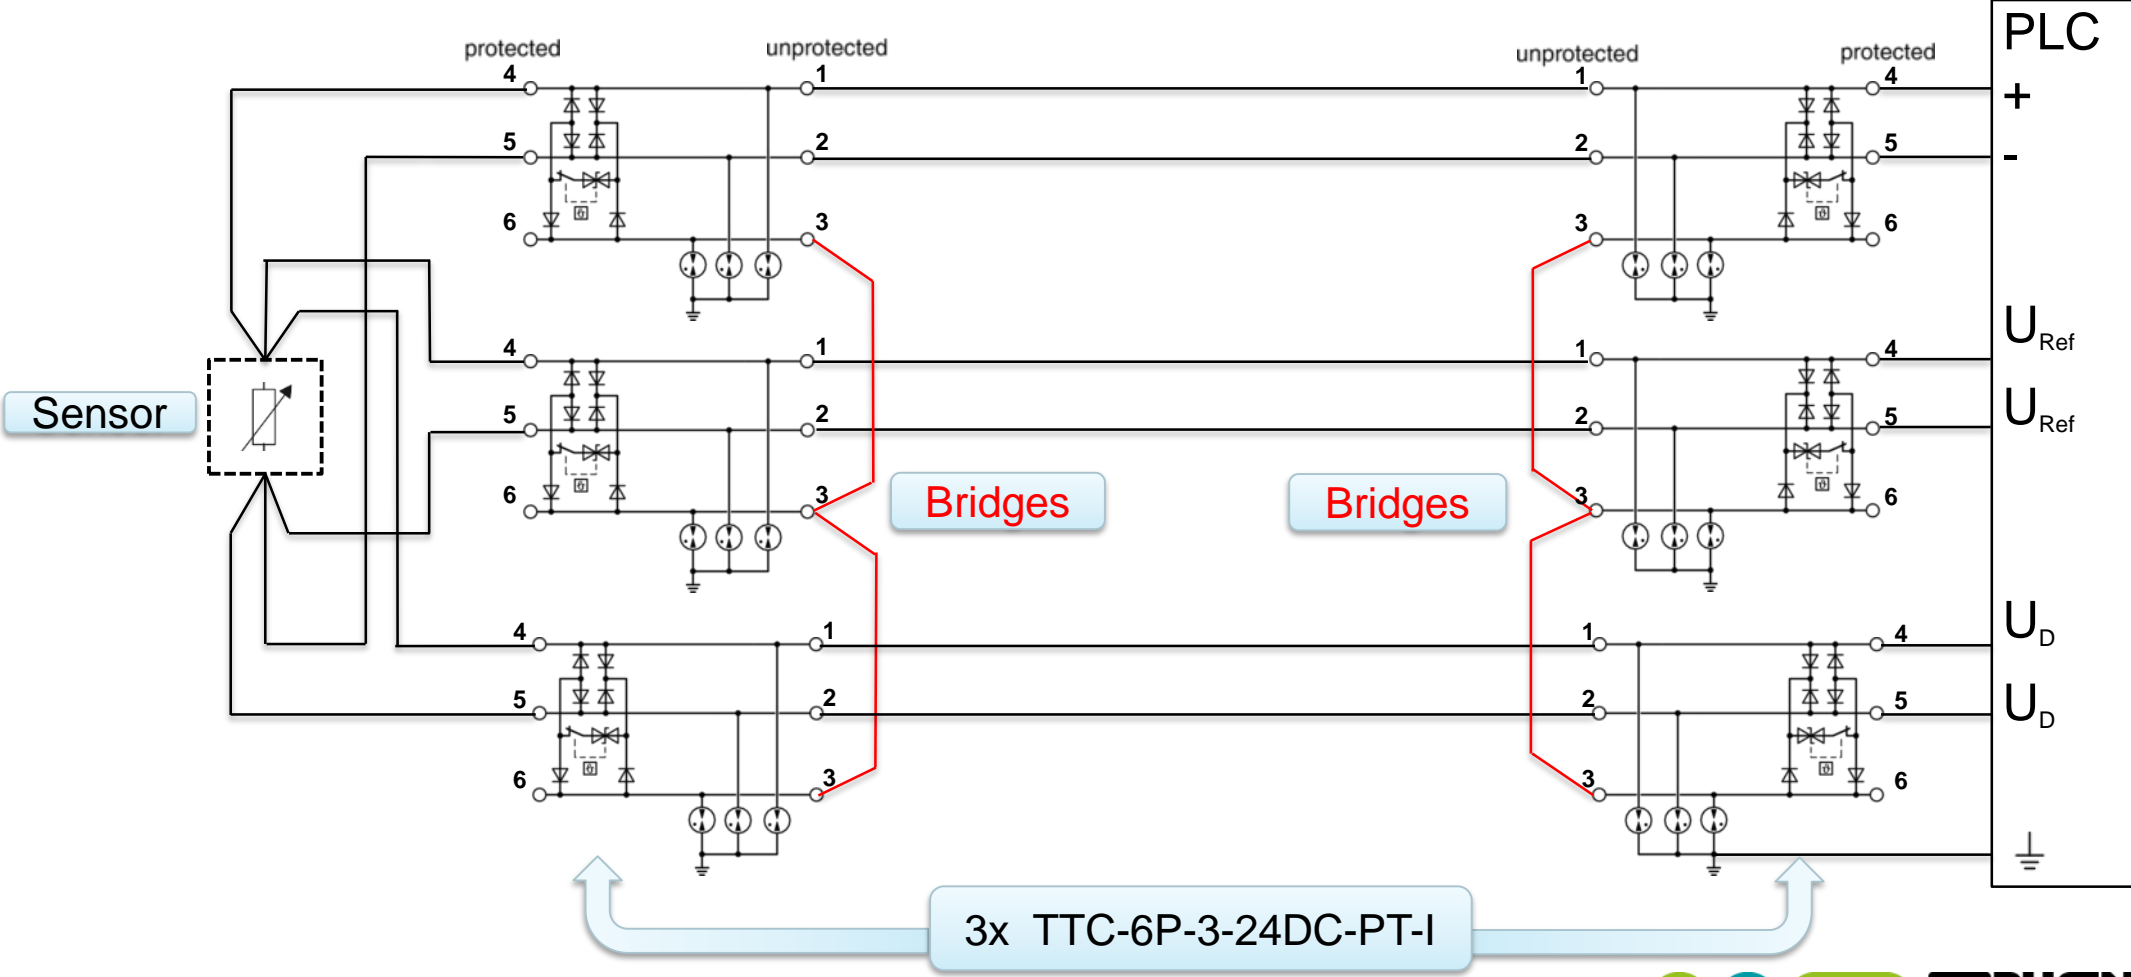 PLC
protected
unprotected
unprotected
protected
4
1
1
4
+
5
2
2
5
-
6
3
3
6
4
1
1
4
URef
5
2
2
5
URef
Sensor
6
3
3
6
Bridges
Bridges
4
1
1
4
UD
5
2
2
5
UD
6
3
3
6
3x TTC-6P-3-24DC-PT-I